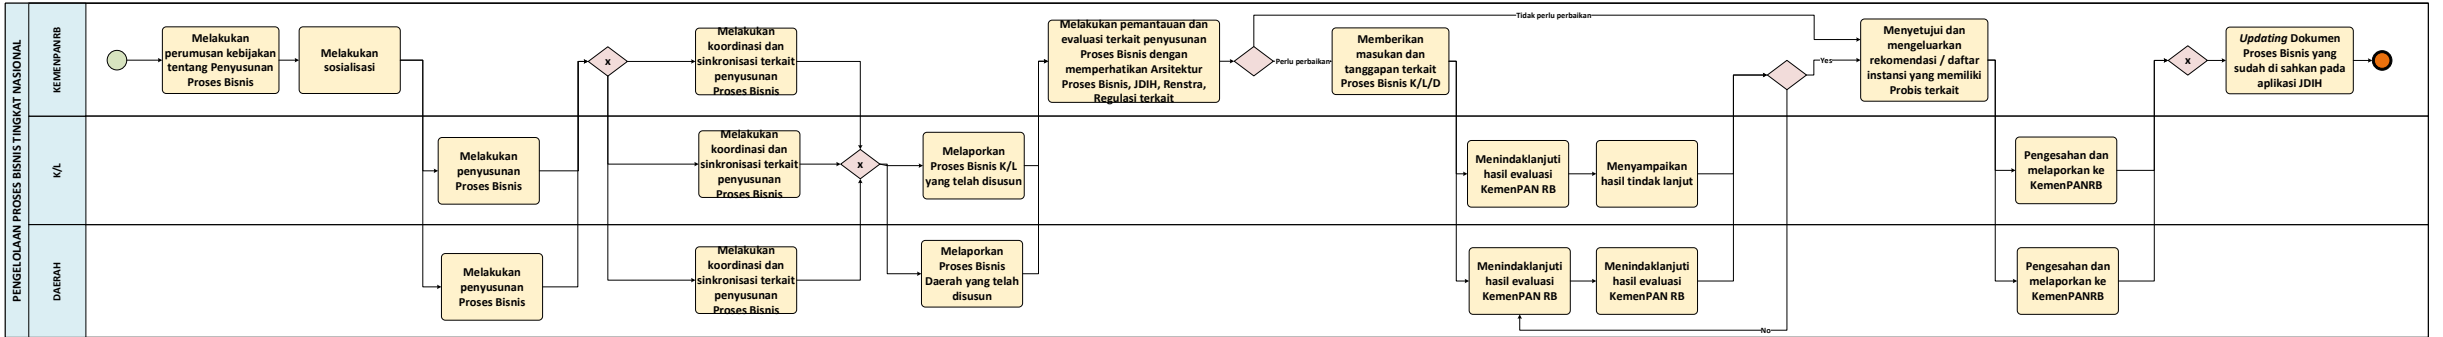 PENGELOLAAN PROSES BISNIS TINGKAT NASIONAL
KEMENPANRB
Melakukan
perumusan kebijakan
tentang Penyusunan
Proses Bisnis
Melakukan
sosialisasi
x
Melakukan
koordinasi dan
sinkronisasi terkait
penyusunan
Proses Bisnis
Melakukan pemantauan dan
evaluasi terkait penyusunan
Proses Bisnis dengan
memperhatikan Arsitektur
Proses Bisnis, JDIH, Renstra,
Regulasi terkait
Tidak perlu perbaikan
Perlu perbaikan
Memberikan
masukan dan
tanggapan terkait
Proses Bisnis K/L/D
Yes
Menyetujui dan
mengeluarkan
rekomendasi / daftar
instansi yang memiliki
Probis terkait
x
Updating Dokumen
Proses Bisnis yang
sudah di sahkan pada
aplikasi JDIH
K/L
Melakukan
penyusunan
Proses Bisnis
Melakukan
koordinasi dan
sinkronisasi terkait
penyusunan
Proses Bisnis
x
Melaporkan
Proses Bisnis K/L
yang telah disusun
Menindaklanjuti
hasil evaluasi
KemenPAN RB
Menyampaikan
hasil tindak lanjut
Pengesahan dan
melaporkan ke
KemenPANRB
DAERAH
Melakukan
penyusunan
Proses Bisnis
Melakukan
koordinasi dan
sinkronisasi terkait
penyusunan
Proses Bisnis
Melaporkan
Proses Bisnis
Daerah yang telah
disusun
Menindaklanjuti
hasil evaluasi
KemenPAN RB
Menindaklanjuti
hasil evaluasi
KemenPAN RB
No
Pengesahan dan
melaporkan ke
KemenPANRB